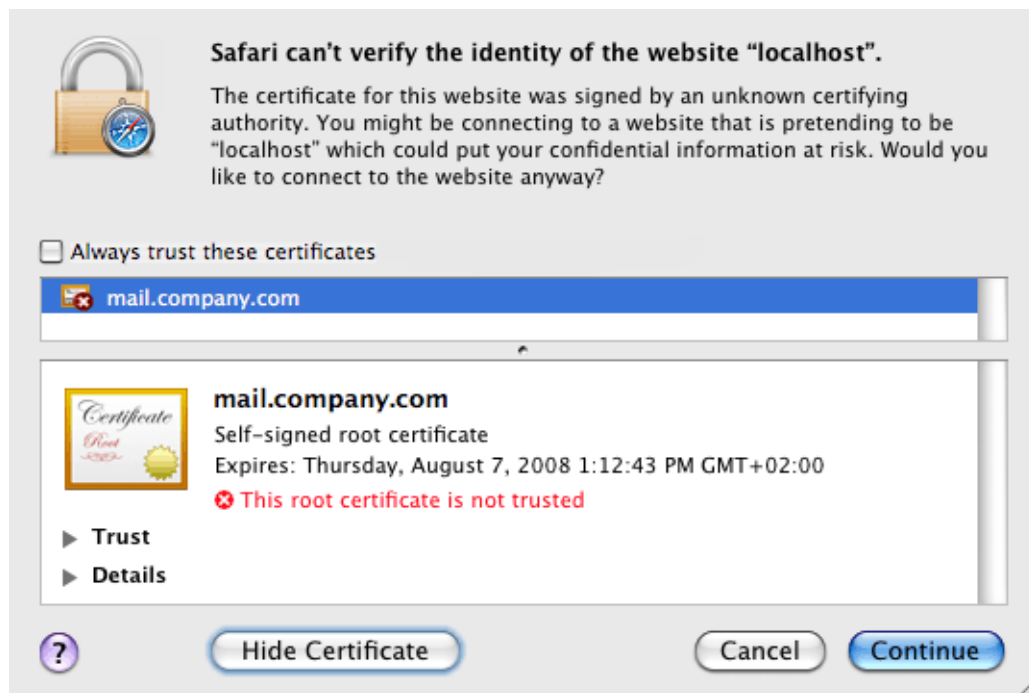 Safari can’t verify the identity of the website “localhost”.
The certificate for this website was signed by an unknown certifying
authority. You might be connecting to a website that is pretending to be
“localhost” which could put your confidential information at risk. Would you
like to connect to the website anyway?
Always trust these certificates
mail.company.com
Certificate
Root
mail.company.com
Self-signed root certificate
Expires: Thursday, August 7, 2008 1:12:43 PM GMT+02:00
This root certificate is not trusted
Trust
Details
?
Hide Certificate
Cancel
Continue